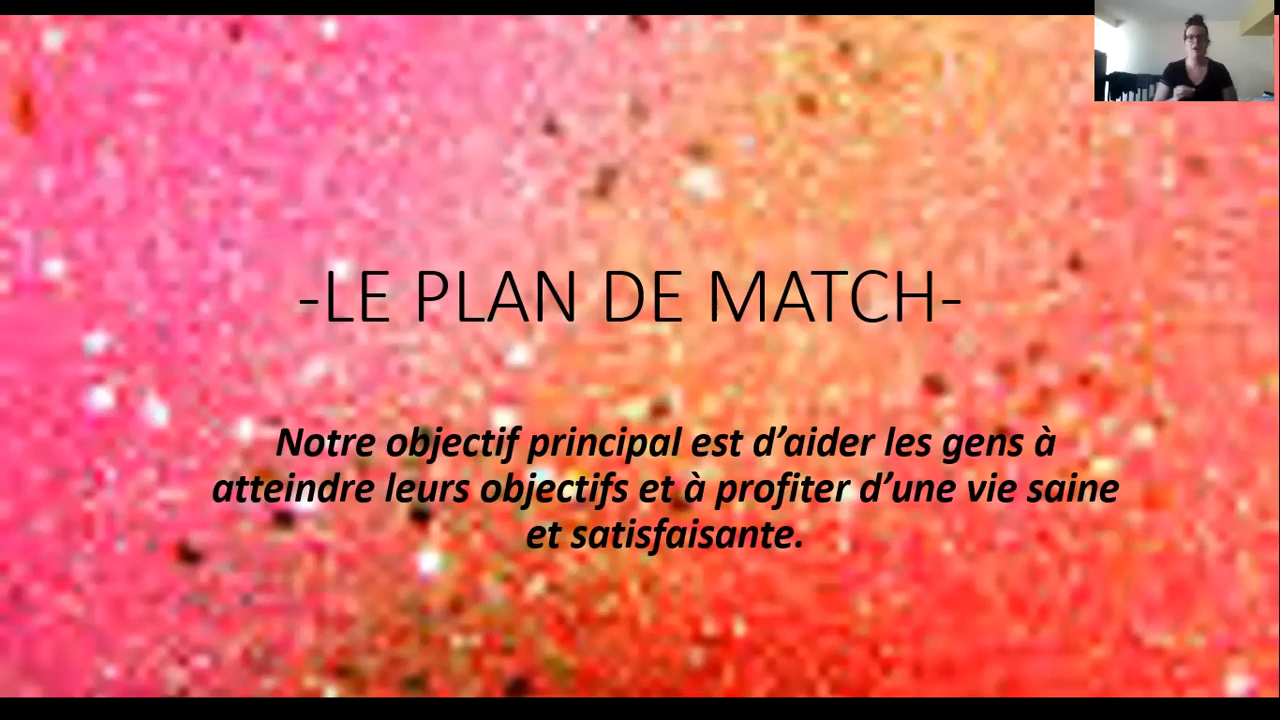 -LE PLAN DE MATCH-
Notre objectif principal est d’aider les gens à
atteindre leurs objectifs et à profiter d’une vie saine
et satisfaisante.